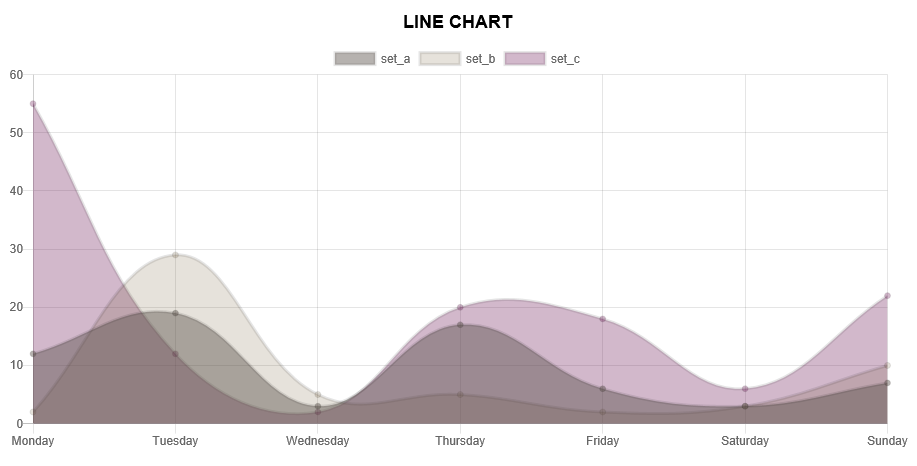 LINE CHART
set_a set_b set_c
60
50
40
30
20
10
0
Monday Tuesday Wednesday Thursday Friday Saturday Sunday